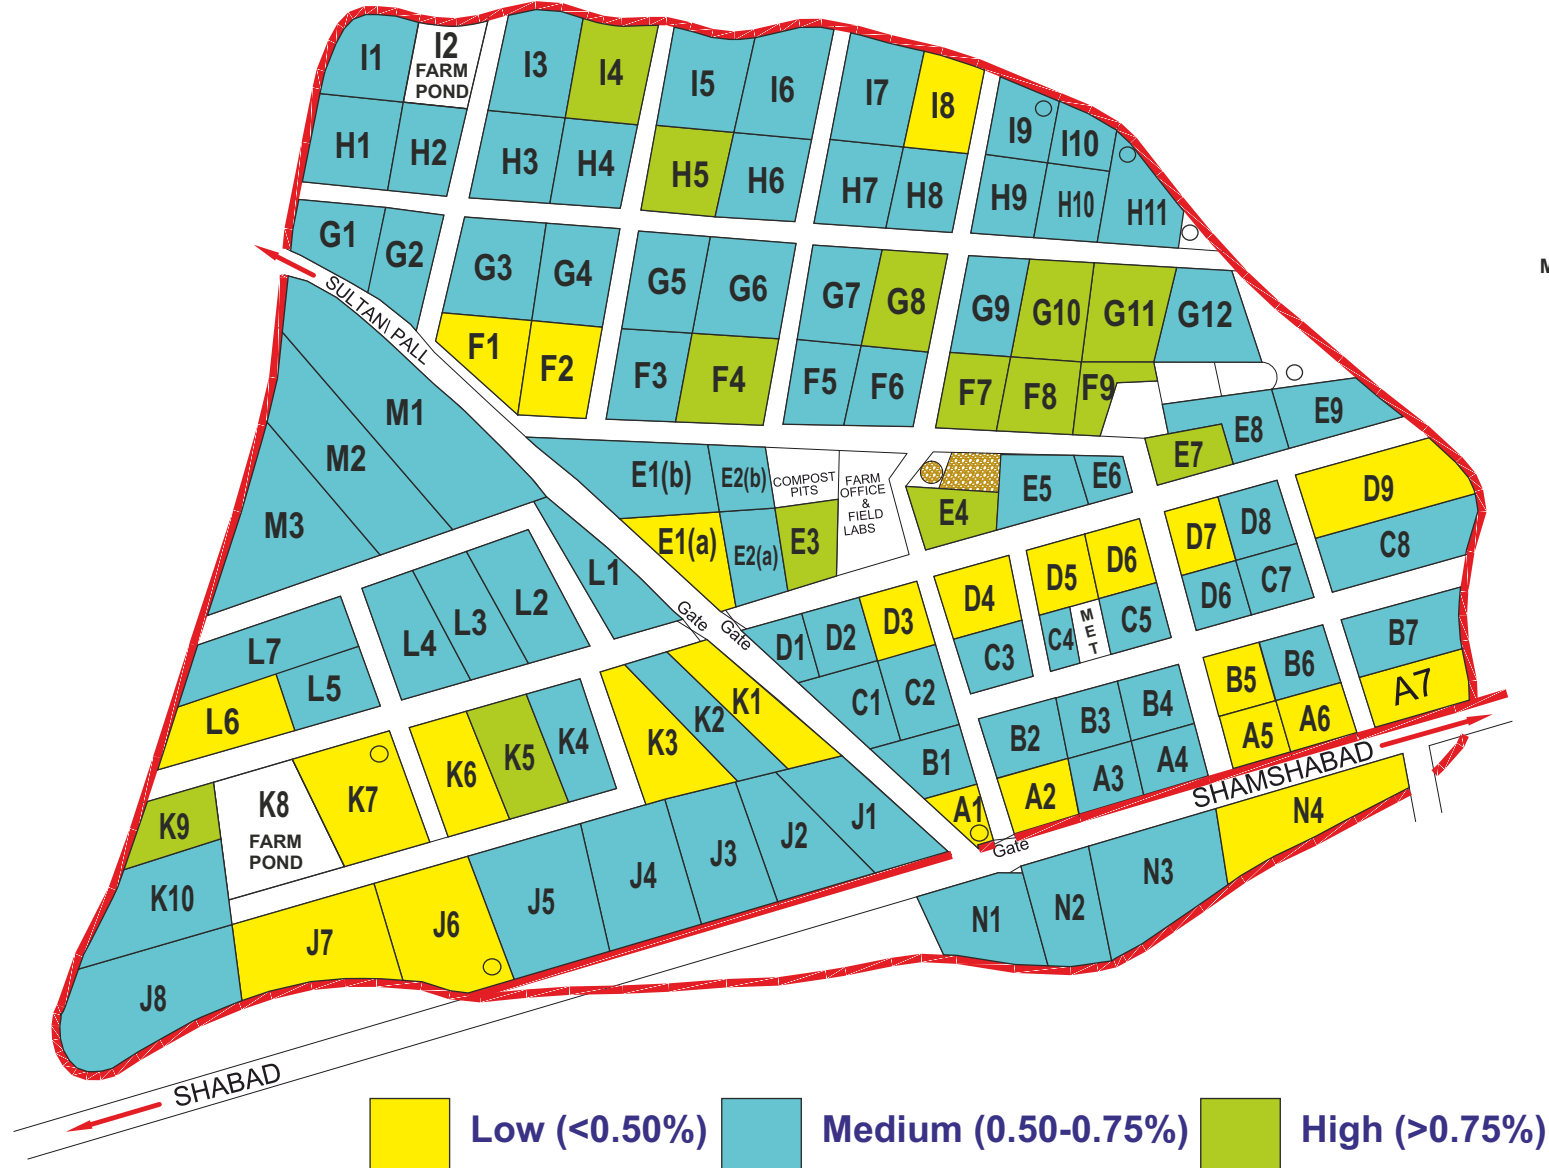 I1
I2
FARM
POND
I3
I4
I5
I6
I7
I8
I9
I10
H1
H2
H3
H4
H5
H6
H7
H8
H9
H10
H11
G1
G2
G3
G4
G5
G6
G7
G8
G9
G10
G11
G12
M
SULTANI PALL
F1
F2
F3
F4
F5
F6
F7
F8
F9
M1
M2
M3
E1(b)
E2(b)
COMPOST
PITS
FARM
OFFICE
&
FIELD
LABS
E1(a)
E2(a)
E3
E4
E5
E6
E7
E8
E9
D9
D8
D7
D6
D5
D4
D3
D2
D1
D6
C8
C7
C5
M
E
T
C4
C3
C2
C1
L1
L2
L3
L4
L5
L6
L7
Gate
Gate
K1
K2
K3
K4
K5
K6
K7
K8
FARM
POND
K9
K10
B1
B2
B3
B4
B5
B6
B7
A1
A2
A3
A4
A5
A6
A7
SHAMSHABAD
Gate
J1
J2
J3
J4
J5
J6
J7
J8
N1
N2
N3
N4
SHABAD
Low (<0.50%)
Medium (0.50-0.75%)
High (>0.75%)